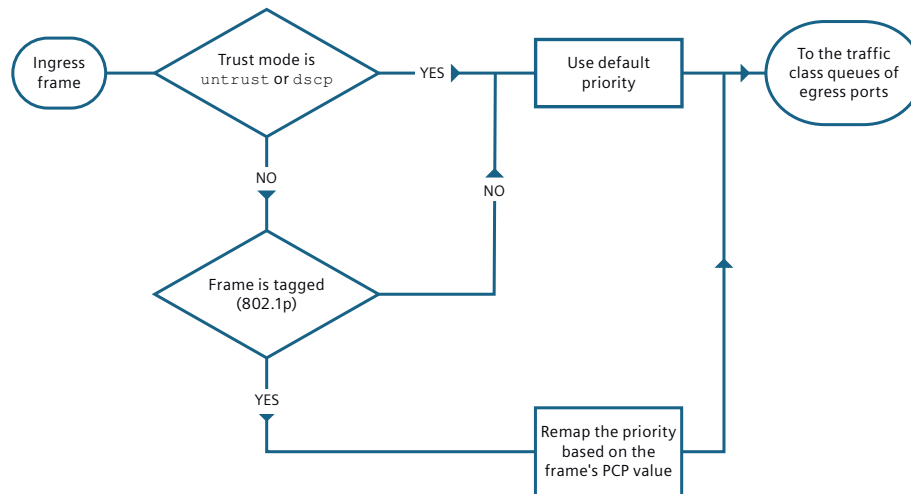 Ingress
frame
Trust mode is
untrust or dscp
YES
Use default
priority
To the traffic
class queues of
egress ports
NO
NO
Frame is tagged
(802.1p)
YES
Remap the priority
based on the
frame's PCP value